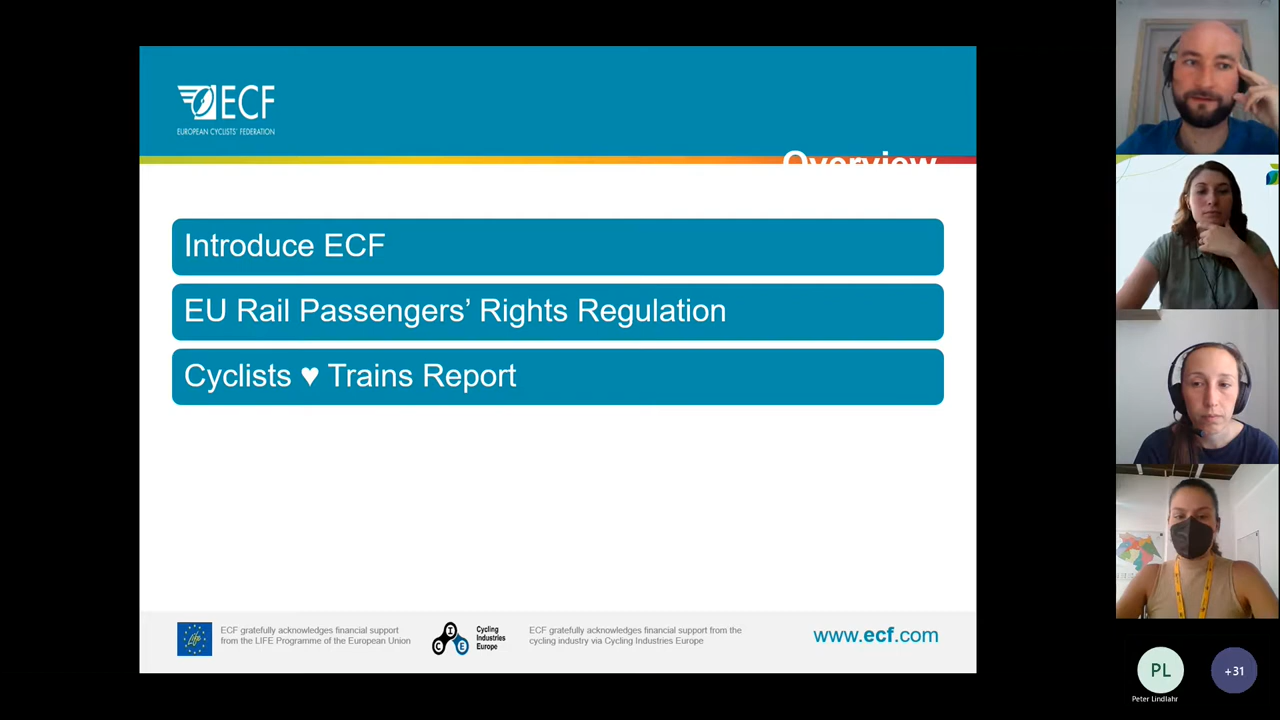 ECF
EUROPEAN CYCLISTS' FEDERATION
Overview
Introduce ECF
EU Rail Passengers’ Rights Regulation
Cyclists ♥ Trains Report
Life
ECF gratefully acknowledges financial support
from the LIFE Programme of the European Union
C I E
Cycling
Industries
Europe
ECF gratefully acknowledges financial support from the
cycling industry via Cycling Industries Europe
www.ecf.com
PL
Peter Lindlahr
+31